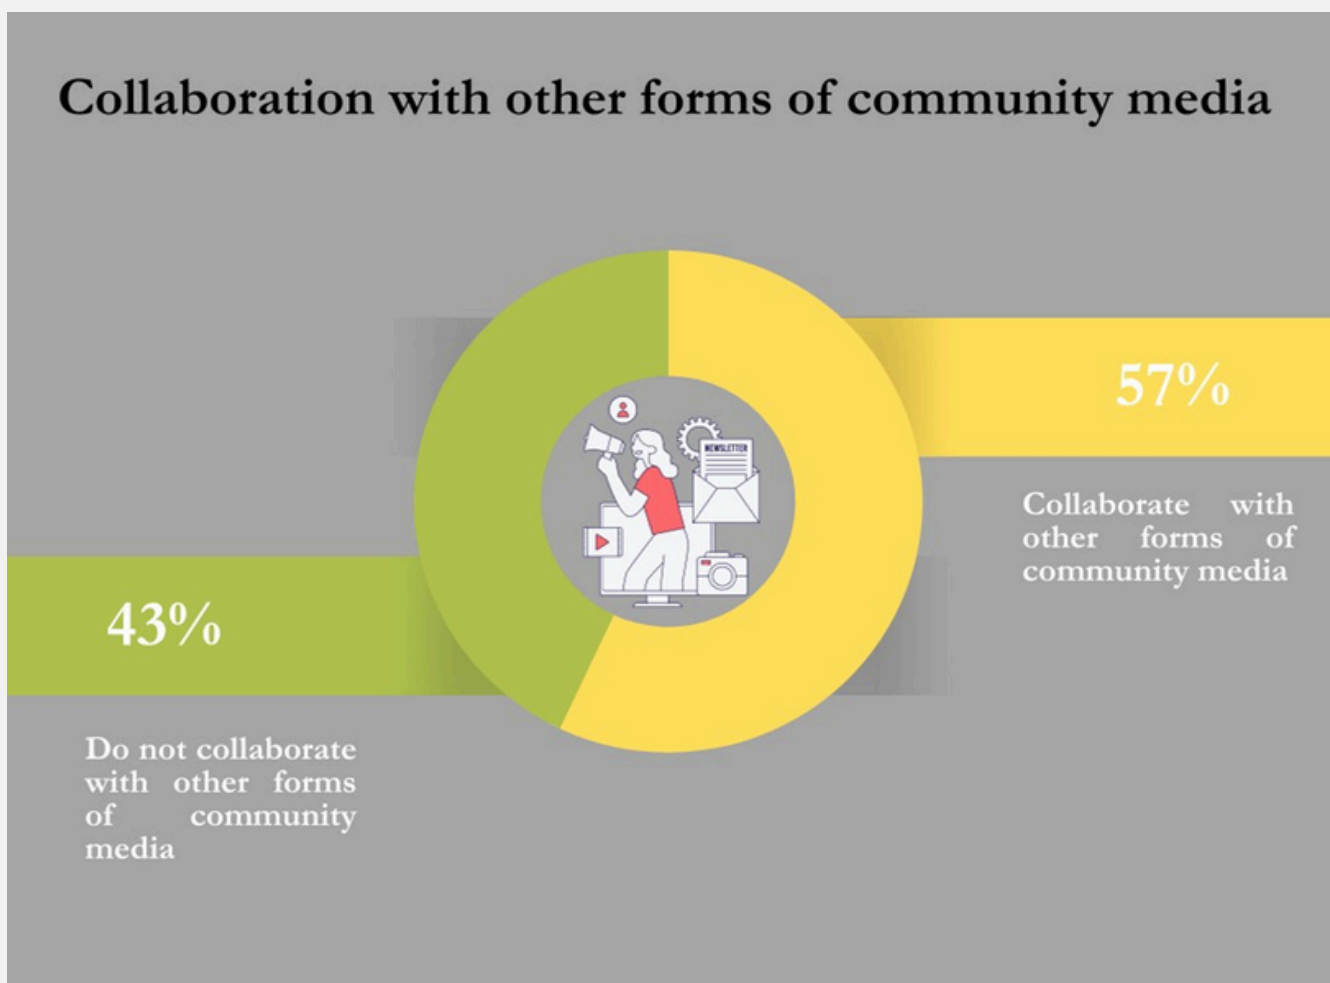 Collaboration with other forms of community media
57%
NEWSLETTER
Collaborate with
other forms of
community media
43%
Do not collaborate
with other forms
of community
media